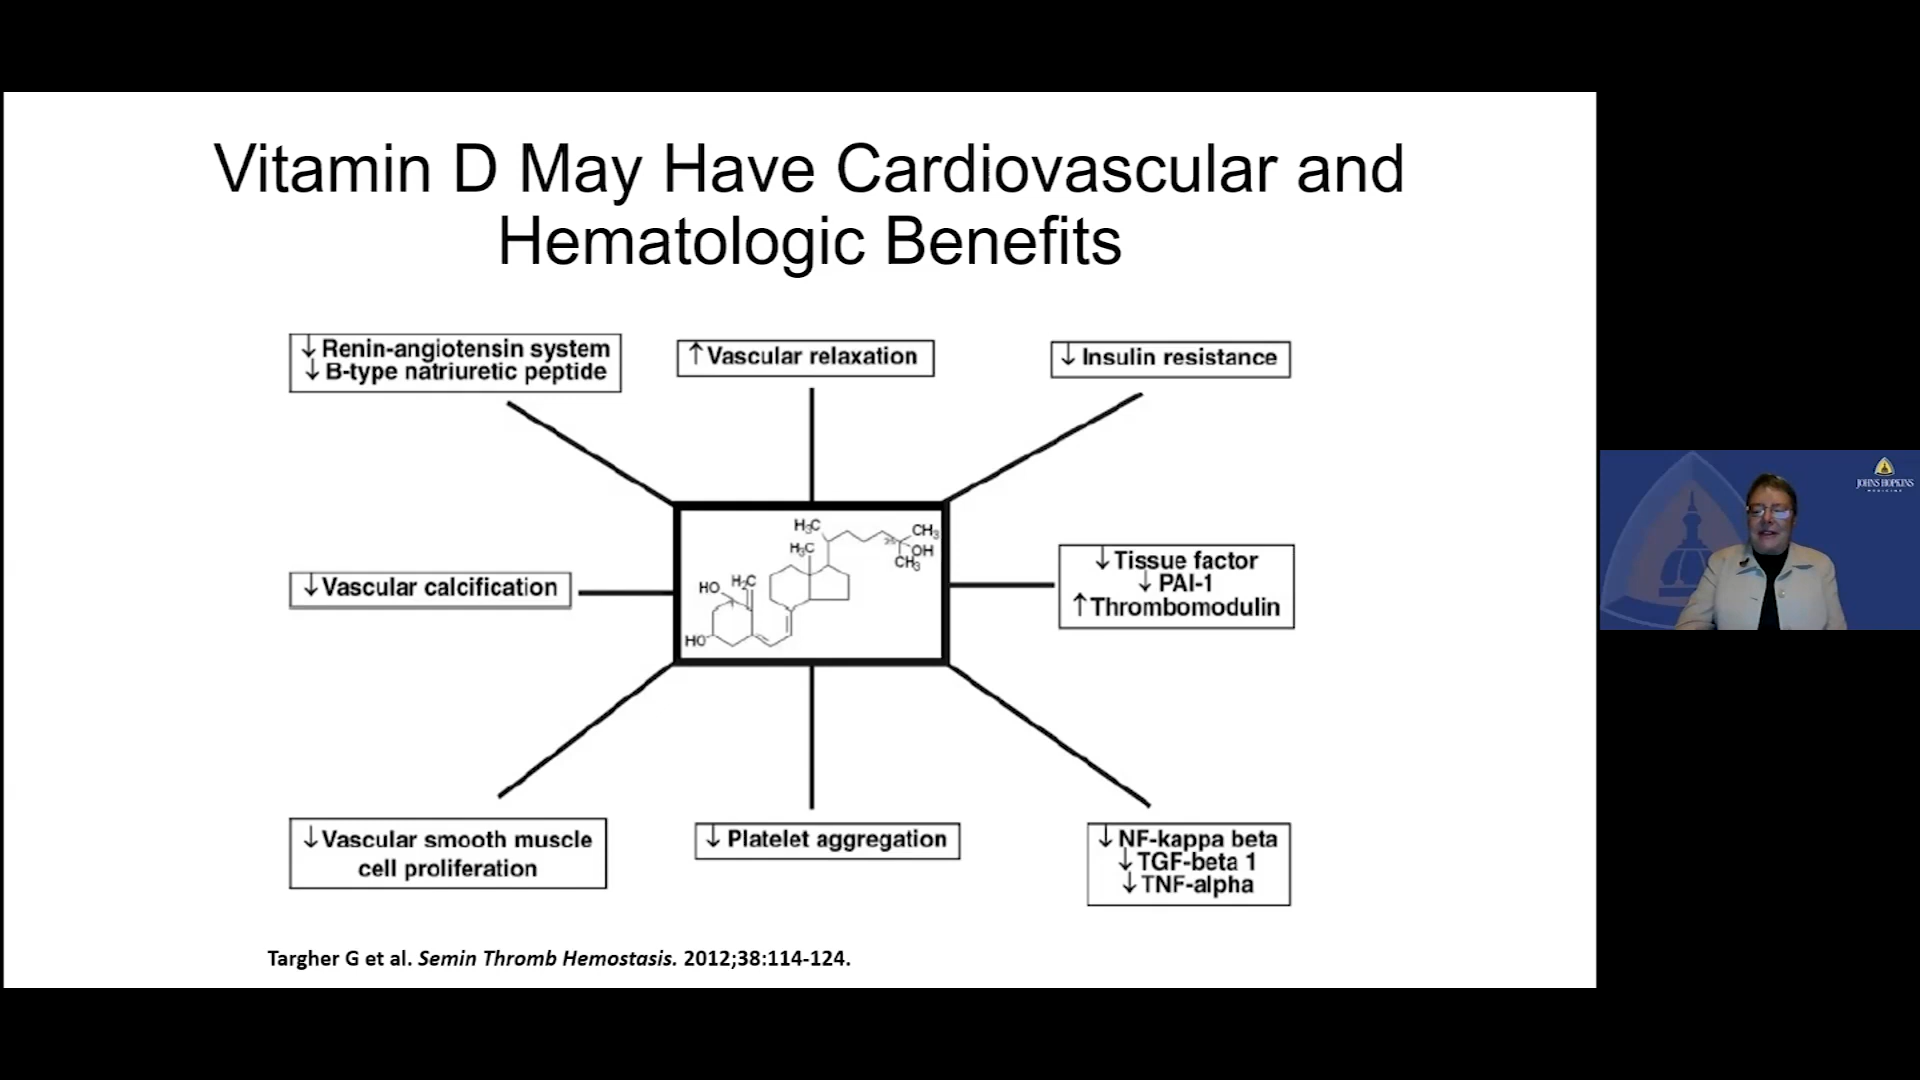 Vitamin D May Have Cardiovascular and
Hematologic Benefits
↓ Renin-angiotensin system
↓ B-type natriuretic peptide
↑ Vascular relaxation
↓ Insulin resistance
H₃C
CH₃
25
OH
H₃C
CH₃
H₂C
HO
HO
↓ Vascular calcification
↓ Tissue factor
↓ PAI-1
↑ Thrombomodulin
↓ Vascular smooth muscle
cell proliferation
↓ Platelet aggregation
↓ NF-kappa beta
↓ TGF-beta 1
↓ TNF-alpha
Targher G et al. Semin Thromb Hemostasis. 2012;38:114-124.
JOHNS HOPKINS
MEDICINE